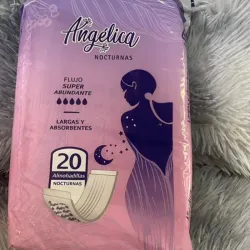 Angélica
NOCTURNAS
FLUJO
SUPER
ABUNDANTE
LARGAS Y
ABSORBENTES
20
Almohadillas
NOCTURNAS